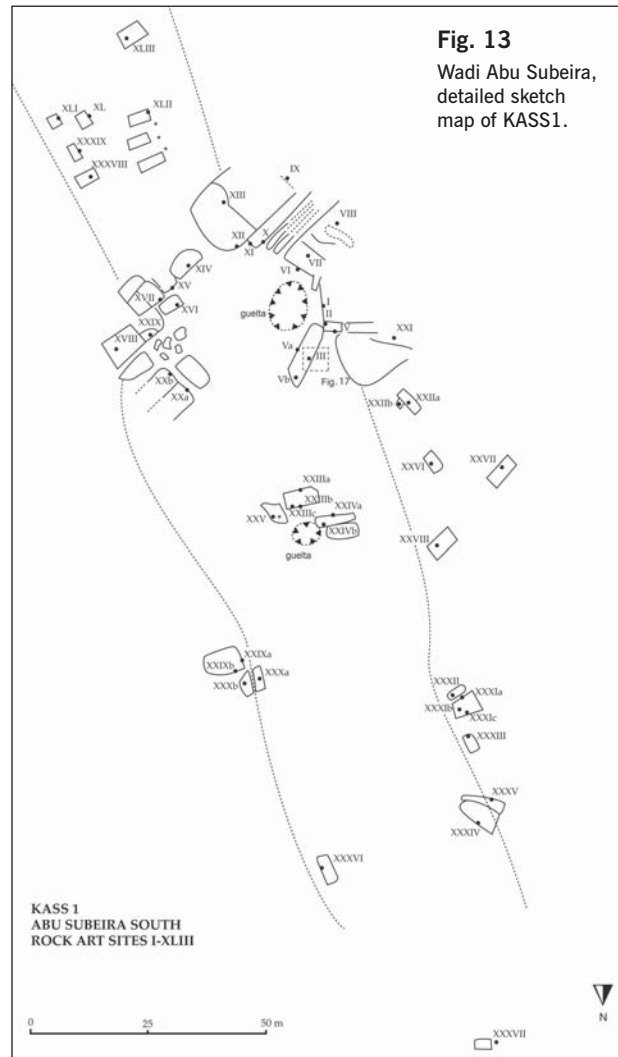 Fig. 13
Wadi Abu Subeira,
detailed sketch
map of KASS1.
XLIII
XLI
XL
XLII
XXXIX
XXXVIII
IX
XIII
VIII
XII
XI
X
VII
VI
XIV
XV
XVII
XVI
guelta
I
II
V
XXI
XXIX
XVIII
Va
III
Vb
Fig. 17
XXb
XXa
XXIIb
XXIIa
XXVI
XXVII
XXIIIa
XXIIIb
XXIIIc
XXIVa
XXV
XXIVb
guelta
XXVIII
XXIXa
XXIXb
XXXa
XXXb
XXXII
XXXIa
XXXIb
XXXIc
XXXIII
XXXV
XXXIV
XXXVI
KASS 1
ABU SUBEIRA SOUTH
ROCK ART SITES I-XLIII
0 25 50 m
N
XXXVII